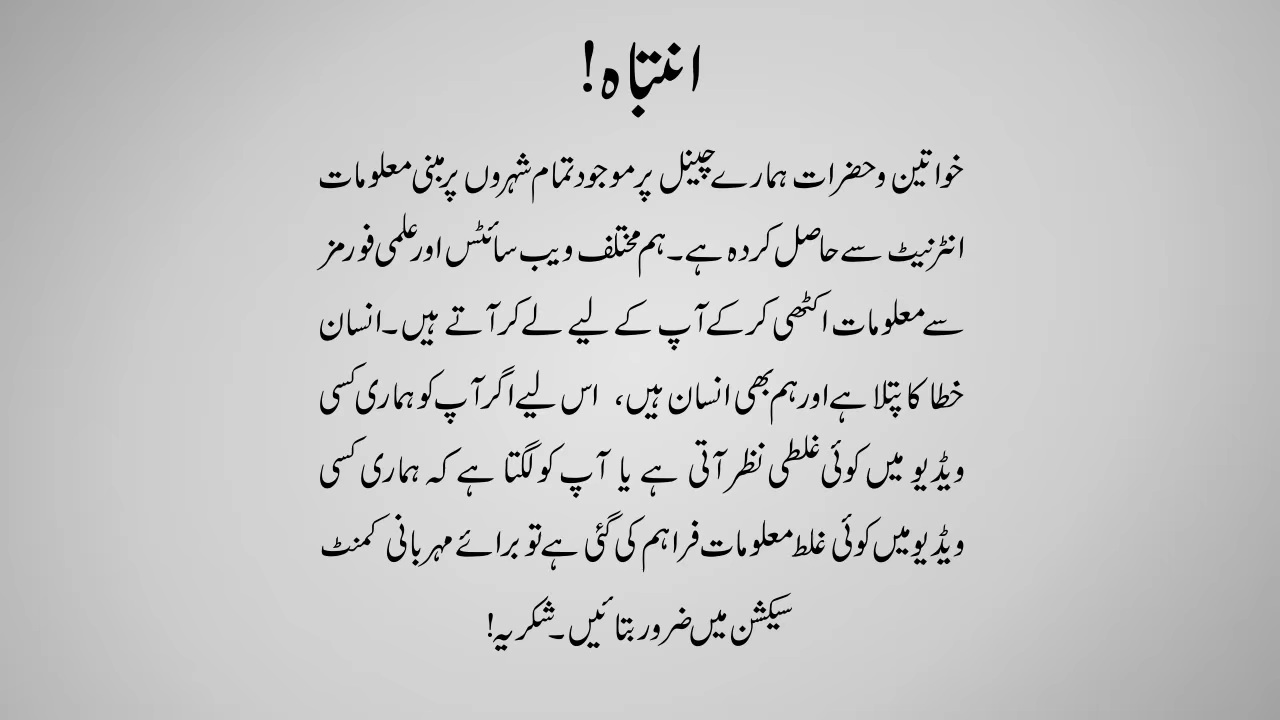 انتباہ!
خواتین و حضرات ہمارے چینل پر موجود تمام شہروں پر مبنی معلومات
انٹرنیٹ سے حاصل کردہ ہے۔ ہم مختلف ویب سائٹس اور علمی فورمز
سے معلومات اکٹھی کر کے آپ کے لیے لے کر آتے ہیں۔ انسان
خطا کا پتلا ہے اور ہم بھی انسان ہیں، اس لیے اگر آپ کو ہماری کسی
ویڈیو میں کوئی غلطی نظر آتی ہے یا آپ کو لگتا ہے کہ ہماری کسی
ویڈیو میں کوئی غلط معلومات فراہم کی گئی ہے تو برائے مہربانی کمنٹ
سیکشن میں ضرور بتائیں۔ شکریہ!